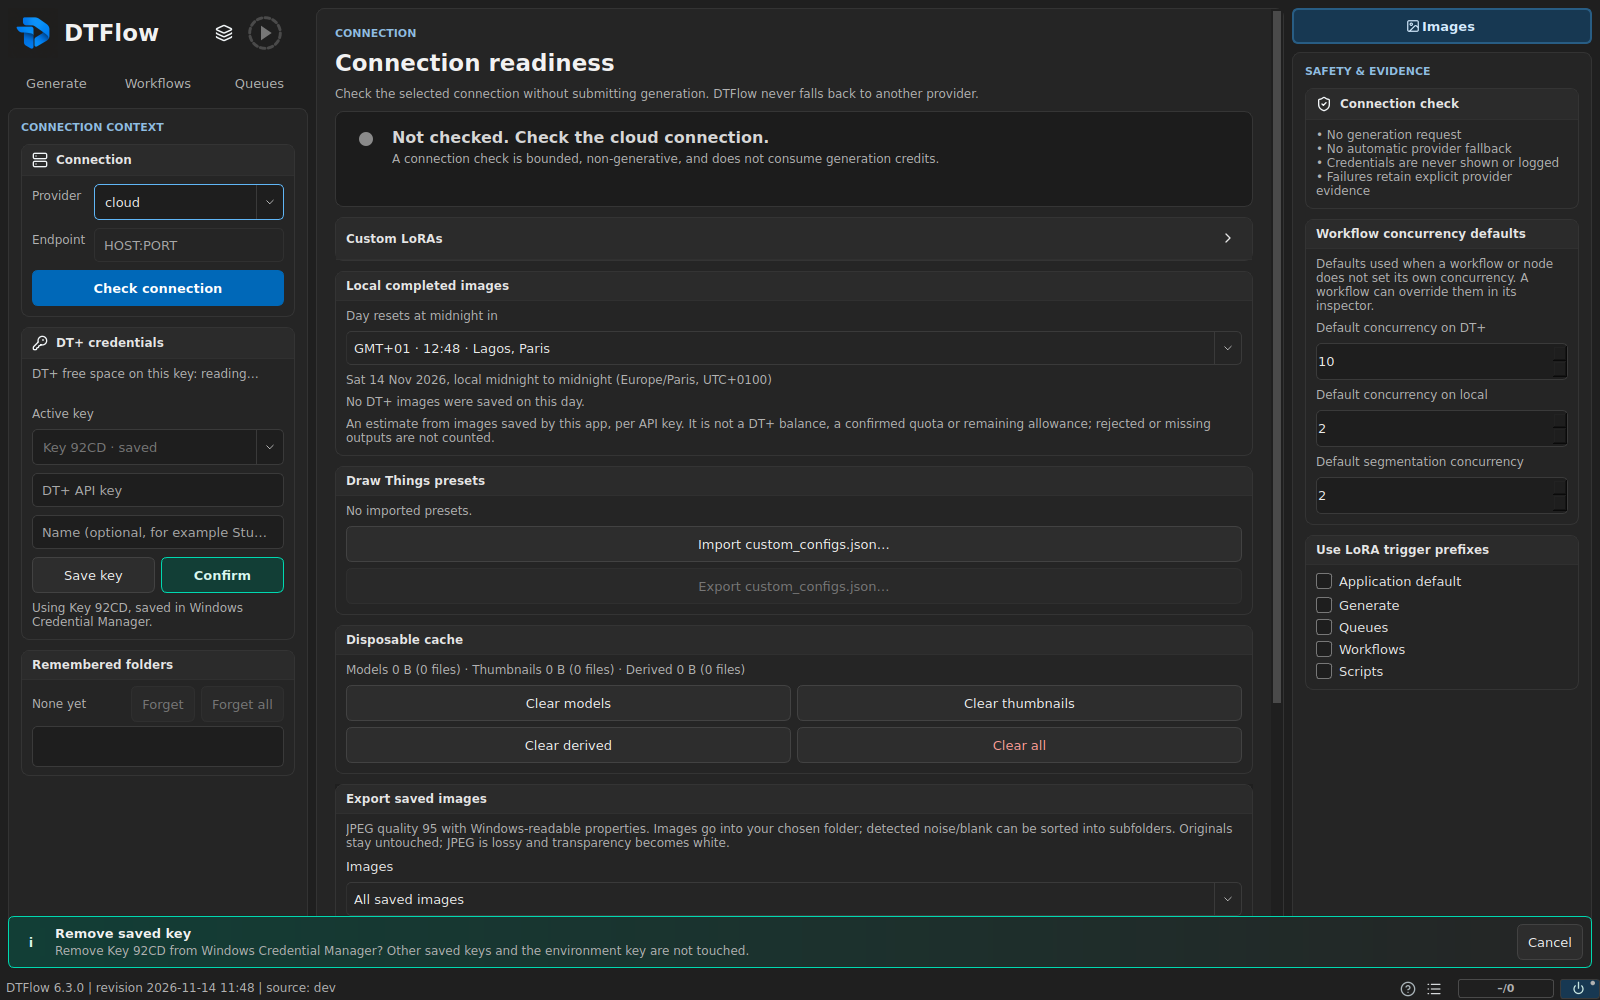 DTFlow
Generate Workflows Queues
CONNECTION CONTEXT
Connection
Provider cloud
Endpoint HOST:PORT
Check connection
DT+ credentials
DT+ free space on this key: reading...
Active key
Key 92CD · saved
DT+ API key
Name (optional, for example Stu...
Save key Confirm
Using Key 92CD, saved in Windows
Credential Manager.
Remembered folders
None yet Forget Forget all
CONNECTION
Connection readiness
Check the selected connection without submitting generation. DTFlow never falls back to another provider.
Not checked. Check the cloud connection.
A connection check is bounded, non-generative, and does not consume generation credits.
Custom LoRAs
Local completed images
Day resets at midnight in
GMT+01 · 12:48 · Lagos, Paris
Sat 14 Nov 2026, local midnight to midnight (Europe/Paris, UTC+0100)
No DT+ images were saved on this day.
An estimate from images saved by this app, per API key. It is not a DT+ balance, a confirmed quota or remaining allowance; rejected or missing
outputs are not counted.
Draw Things presets
No imported presets.
Import custom_configs.json...
Export custom_configs.json...
Disposable cache
Models 0 B (0 files) · Thumbnails 0 B (0 files) · Derived 0 B (0 files)
Clear models Clear thumbnails
Clear derived Clear all
Export saved images
JPEG quality 95 with Windows-readable properties. Images go into your chosen folder; detected noise/blank can be sorted into subfolders. Originals
stay untouched; JPEG is lossy and transparency becomes white.
Images
All saved images
Images
SAFETY & EVIDENCE
Connection check
• No generation request
• No automatic provider fallback
• Credentials are never shown or logged
• Failures retain explicit provider
evidence
Workflow concurrency defaults
Defaults used when a workflow or node
does not set its own concurrency. A
workflow can override them in its
inspector.
Default concurrency on DT+
10
Default concurrency on local
2
Default segmentation concurrency
2
Use LoRA trigger prefixes
Application default
Generate
Queues
Workflows
Scripts
i
Remove saved key
Remove Key 92CD from Windows Credential Manager? Other saved keys and the environment key are not touched.
Cancel
DTFlow 6.3.0 | revision 2026-11-14 11:48 | source: dev
–/0